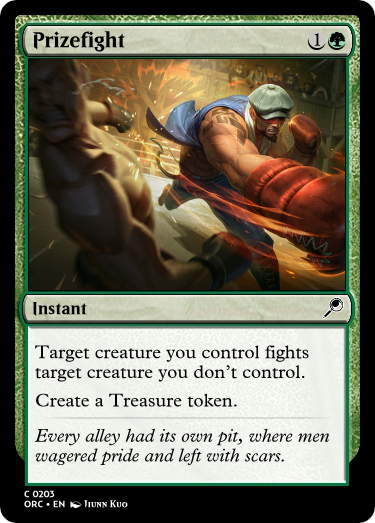 Prizefight 1
Instant
Target creature you control fights
target creature you don't control.
Create a Treasure token.
Every alley had its own pit, where men
wagered pride and left with scars.
C 0203
ORC • EN Jiunn Kuo